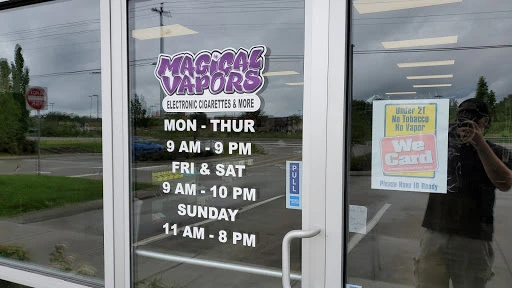 MAGICAL
VAPORS
ELECTRONIC CIGARETTES & MORE
MON - THUR
9 AM - 9 PM
FRI & SAT
9 AM - 10 PM
SUNDAY
11 AM - 8 PM
PULL
Under 21
No Tobacco
No Vapor
We
Card
Please Have ID Ready